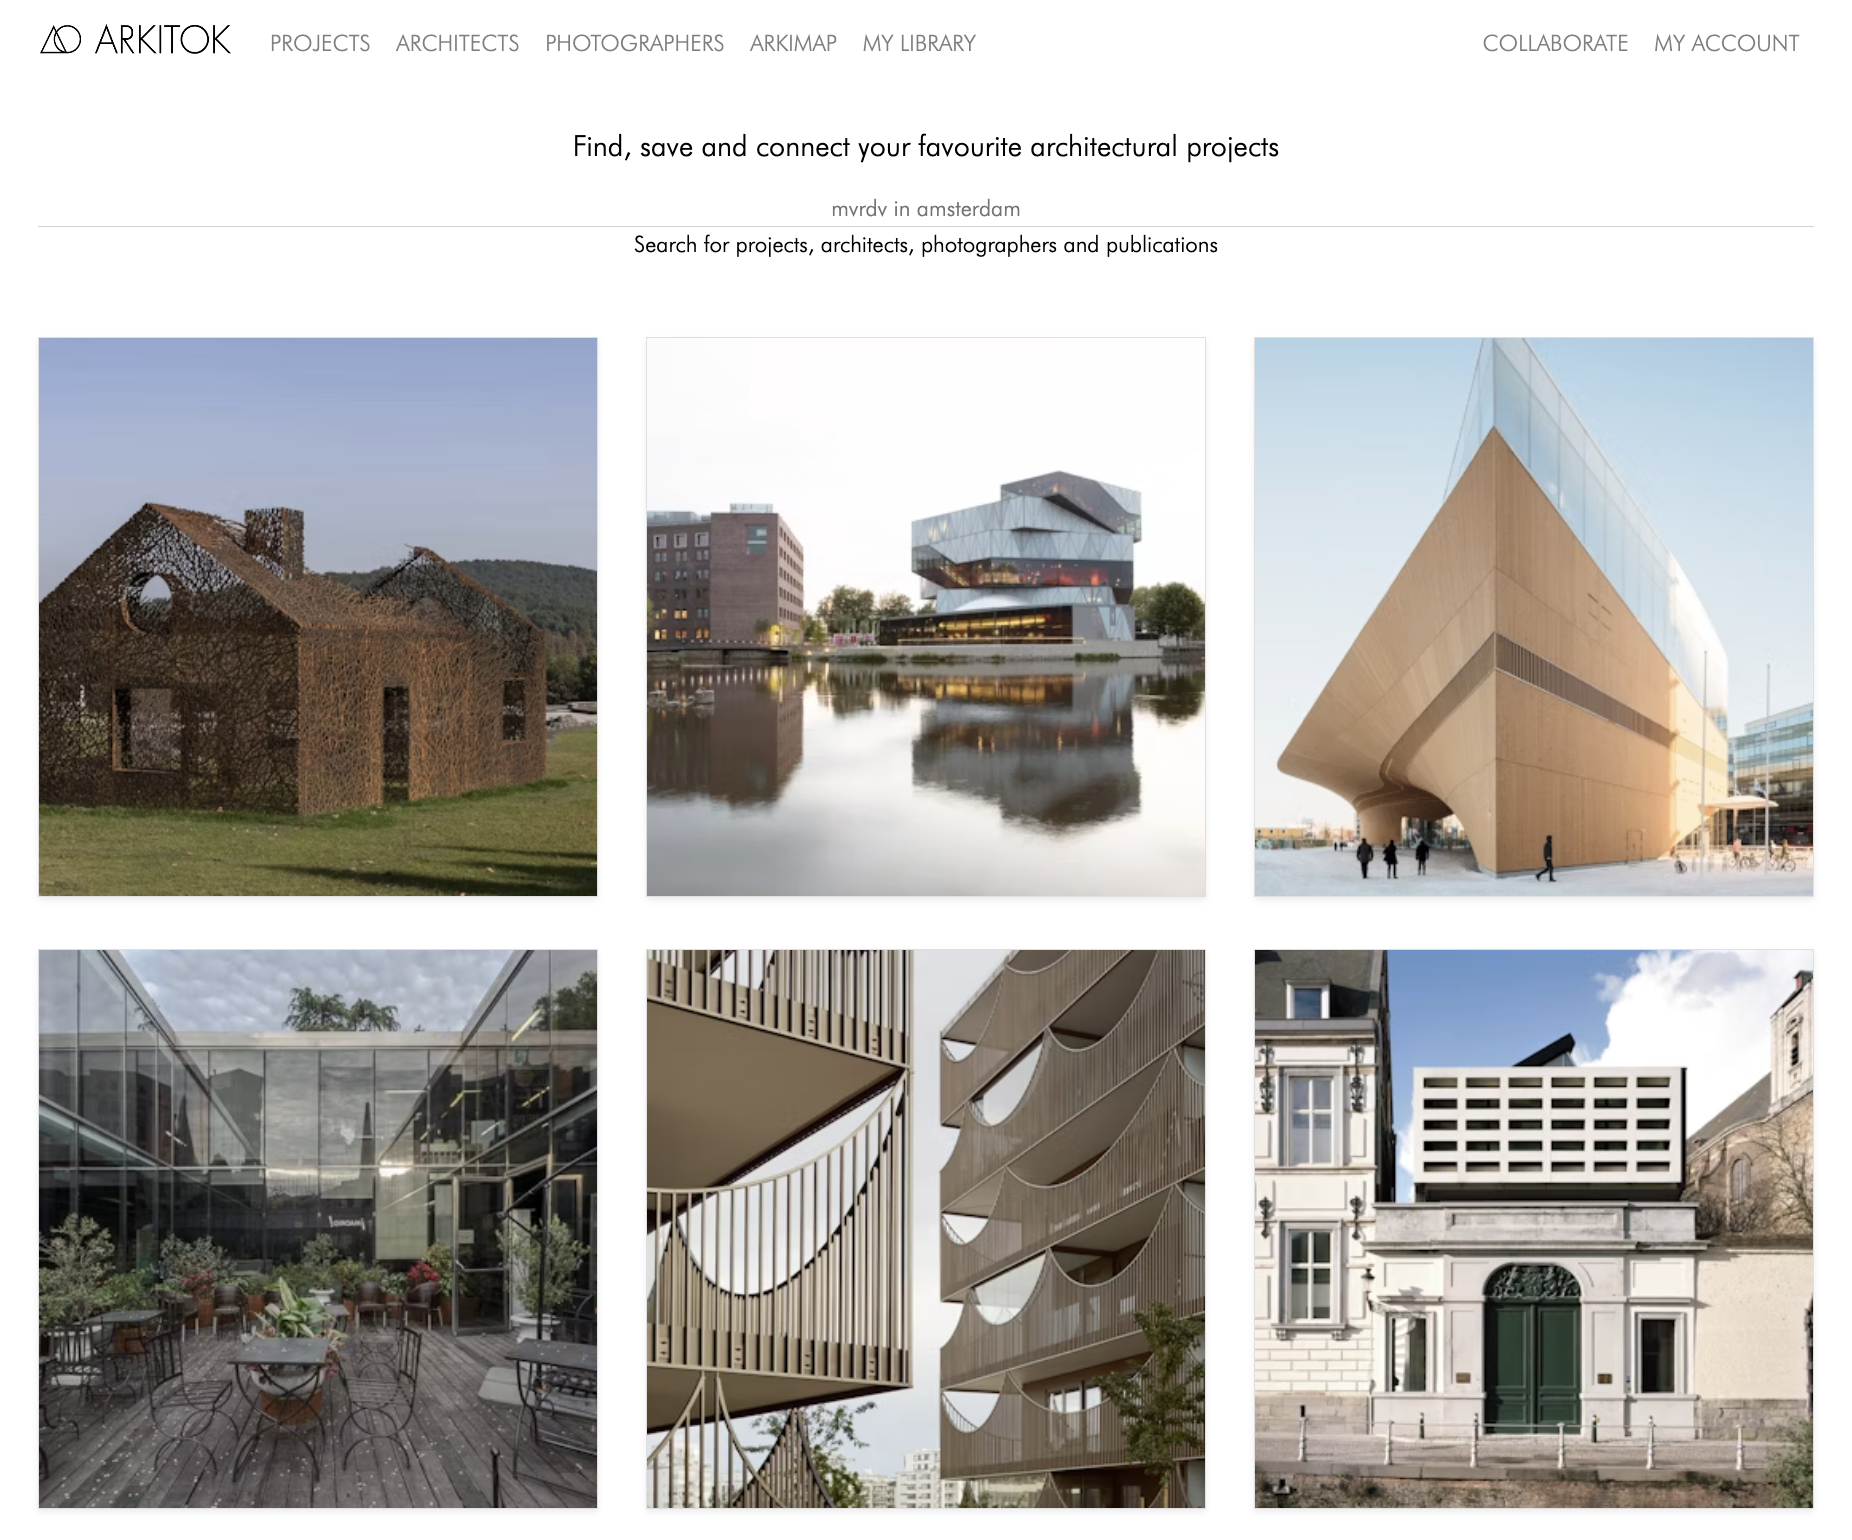 ARKITOK PROJECTS ARCHITECTS PHOTOGRAPHERS ARKIMAP MY LIBRARY COLLABORATE MY ACCOUNT
Find, save and connect your favourite architectural projects
mvrdv in amsterdam
Search for projects, architects, photographers and publications